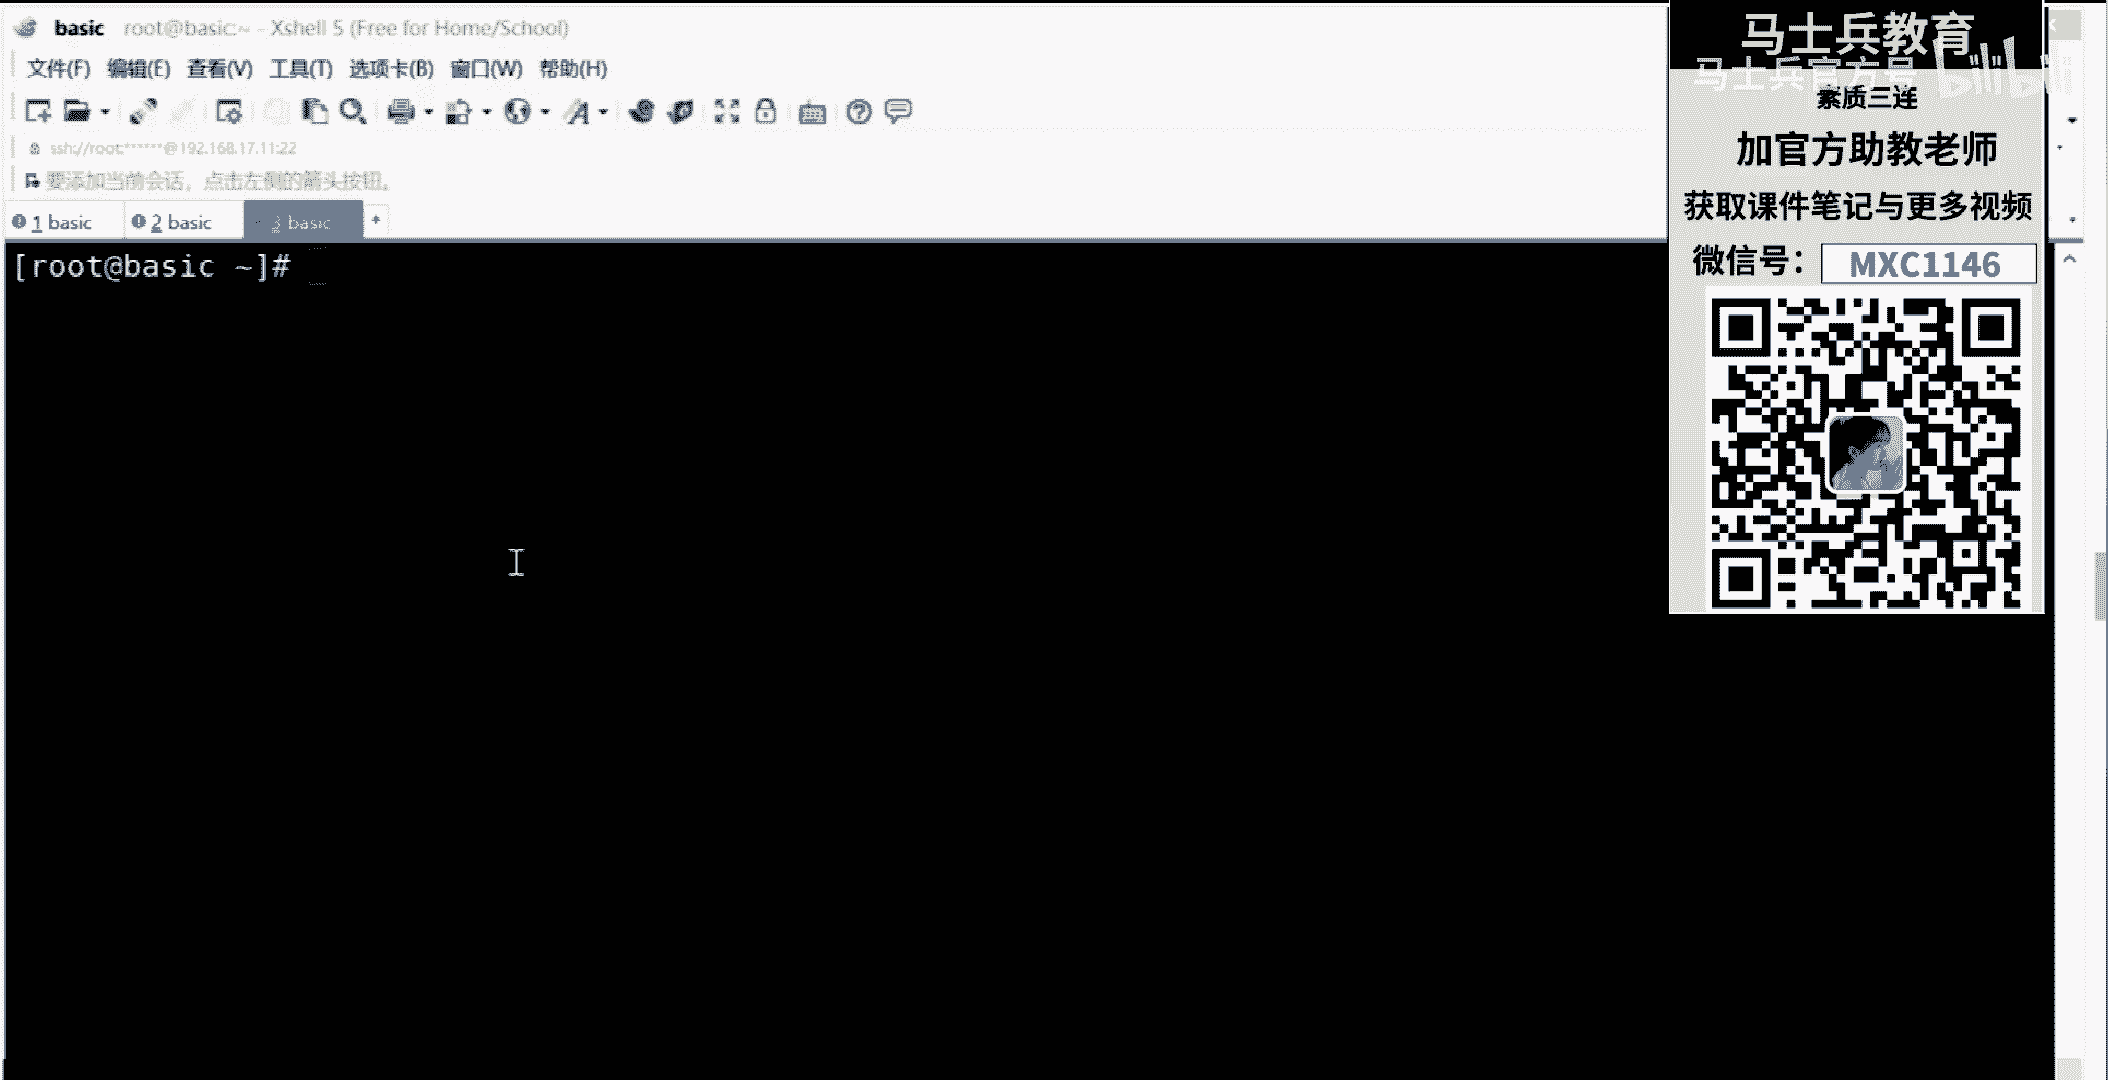 basic root@basic:~ - Xshell 5 (Free for Home/School)
文件(F) 编辑(E) 查看(V) 工具(T) 选项卡(B) 窗口(W) 帮助(H)
ssh://root:******@192.168.17.11:22
要添加当前会话，点击左侧的箭头按钮。
1 basic 2 basic 3 basic +
[root@basic ~]#
马士兵教育
马士兵官方号 bilibili
素质三连
加官方助教老师
获取课件笔记与更多视频
微信号： MXC1146